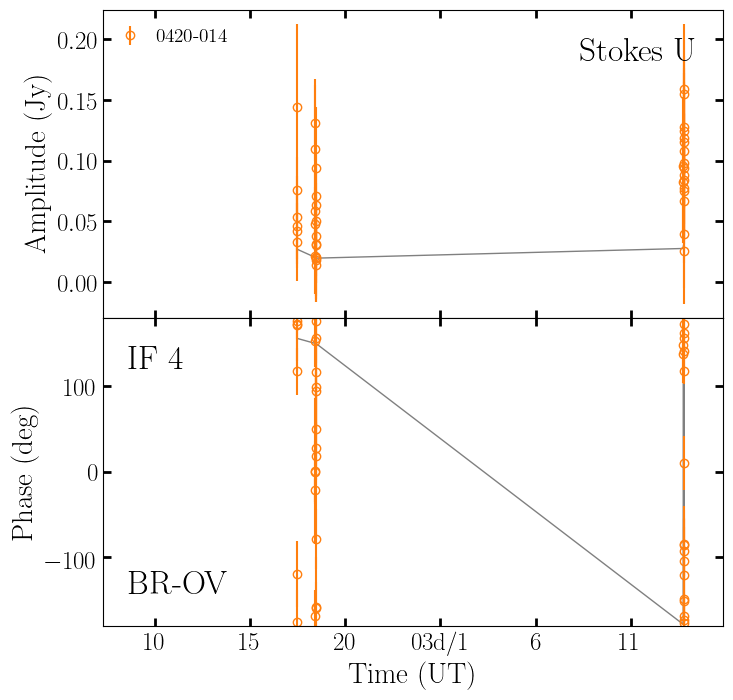 0420-014
Stokes U
0.20
0.15
0.10
0.05
0.00
Amplitude (Jy)
IF 4
BR-OV
100
0
−100
Phase (deg)
10 15 20 03d/1 6 11
Time (UT)